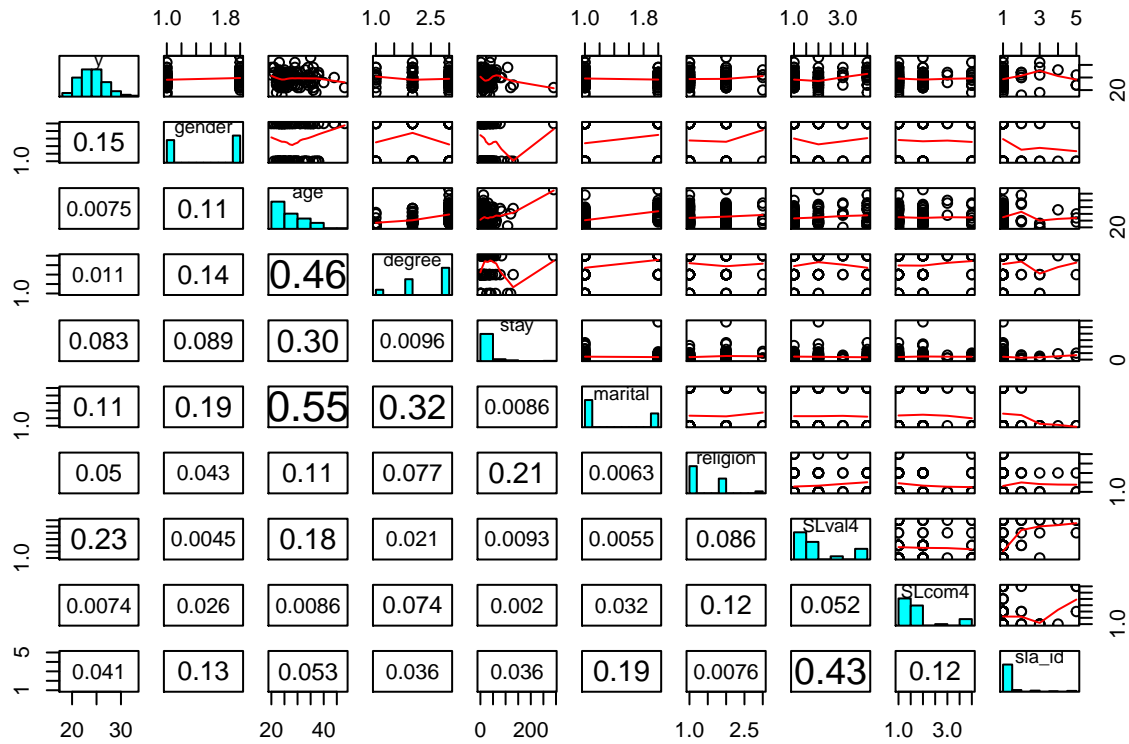 1.0 1.8 1.0 2.5 1.0 1.8 1.0 3.0 1 3 5
y 20
1.0 0.15 gender
0.0075 0.11 age 20
1.0 0.011 0.14 0.46 degree
0.083 0.089 0.30 0.0096 stay 0
1.0 0.11 0.19 0.55 0.32 0.0086 marital
0.05 0.043 0.11 0.077 0.21 0.0063 religion 1.0
1.0 0.23 0.0045 0.18 0.021 0.0093 0.0055 0.086 SLval4
0.0074 0.026 0.0086 0.074 0.002 0.032 0.12 0.052 SLcom4 1.0
1 5 0.041 0.13 0.053 0.036 0.036 0.19 0.0076 0.43 0.12 sla_id
20 30 20 40 0 200 1.0 2.5 1.0 3.0